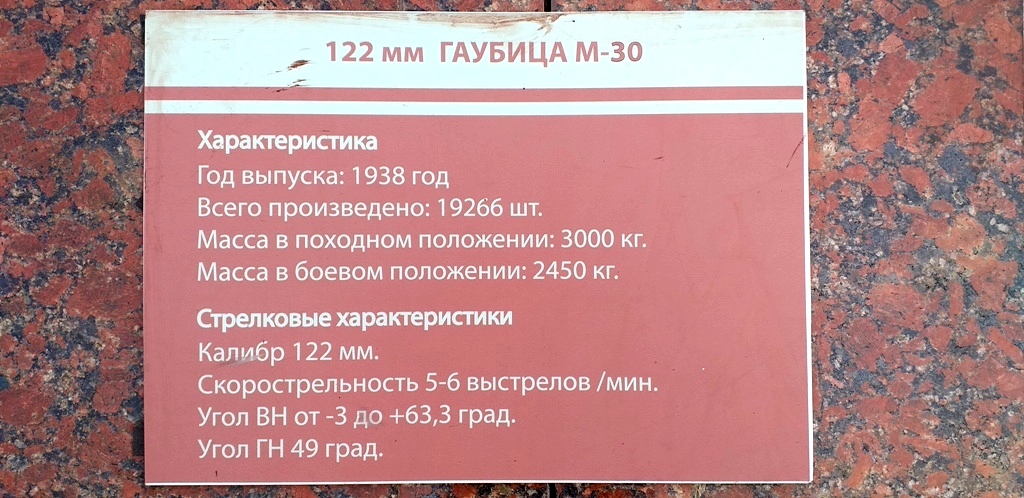 122 мм ГАУБИЦА М-30
Характеристика
Год выпуска: 1938 год
Всего произведено: 19266 шт.
Масса в походном положении: 3000 кг.
Масса в боевом положении: 2450 кг.
Стрелковые характеристики
Калибр 122 мм.
Скорострельность 5-6 выстрелов /мин.
Угол ВН от -3 до +63,3 град.
Угол ГН 49 град.